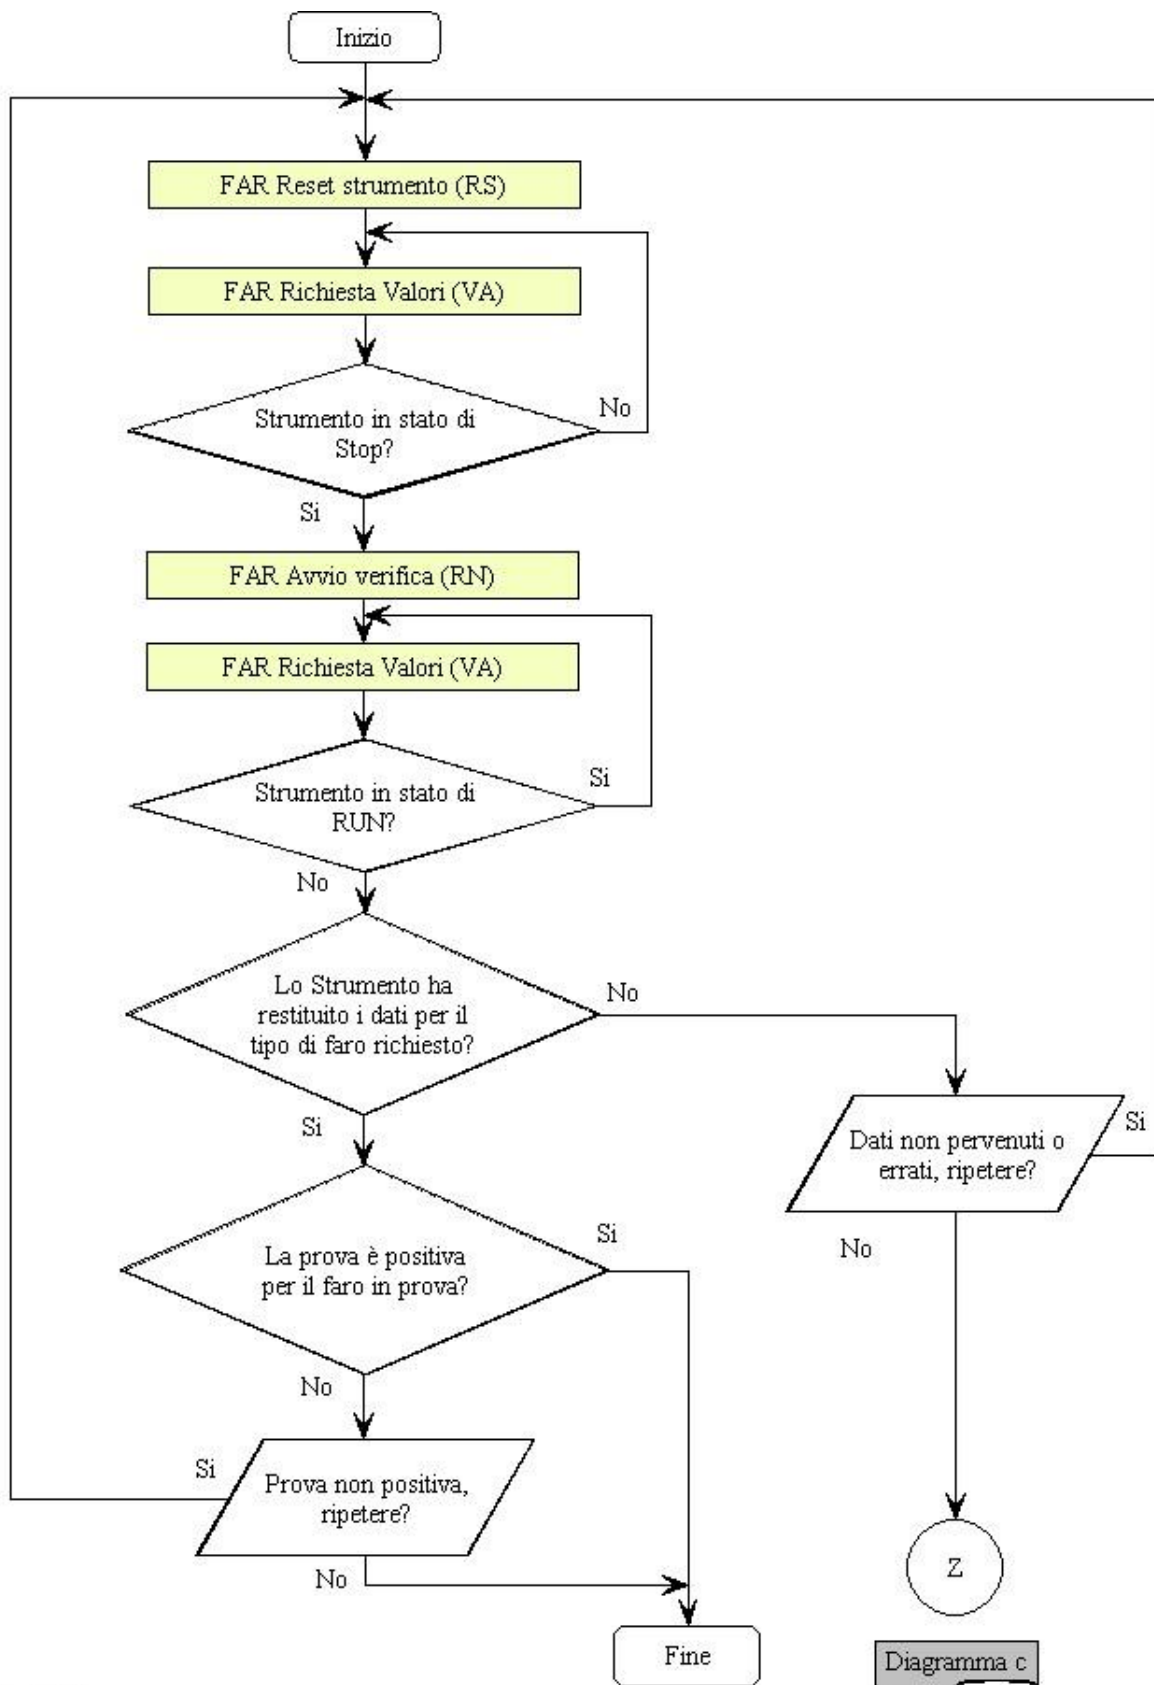 Inizio
FAR Reset strumento (RS)
FAR Richiesta Valori (VA)
Strumento in stato di
Stop?
No
Si
FAR Avvio verifica (RN)
FAR Richiesta Valori (VA)
Strumento in stato di
RUN?
Si
No
Lo Strumento ha
restituito i dati per il
tipo di faro richiesto?
No
Si
Dati non pervenuti o
errati, ripetere?
Si
No
La prova è positiva
per il faro in prova?
Si
No
Prova non positiva,
ripetere?
Si
No
Z
Fine
Diagramma c